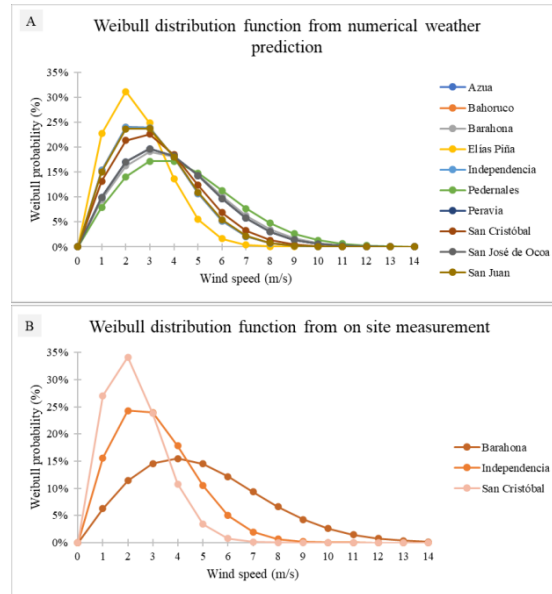 A
Weibull distribution function from numerical weather
prediction
35%
30%
25%
20%
15%
10%
5%
0%
Weibull probability (%)
0 1 2 3 4 5 6 7 8 9 10 11 12 13 14
Wind speed (m/s)
Azua
Bahoruco
Barahona
Elías Piña
Independencia
Pedernales
Peravia
San Cristóbal
San José de Ocoa
San Juan
B
Weibull distribution function from on site measurement
35%
30%
25%
20%
15%
10%
5%
0%
Weibull probability (%)
0 1 2 3 4 5 6 7 8 9 10 11 12 13 14
Wind speed (m/s)
Barahona
Independencia
San Cristóbal